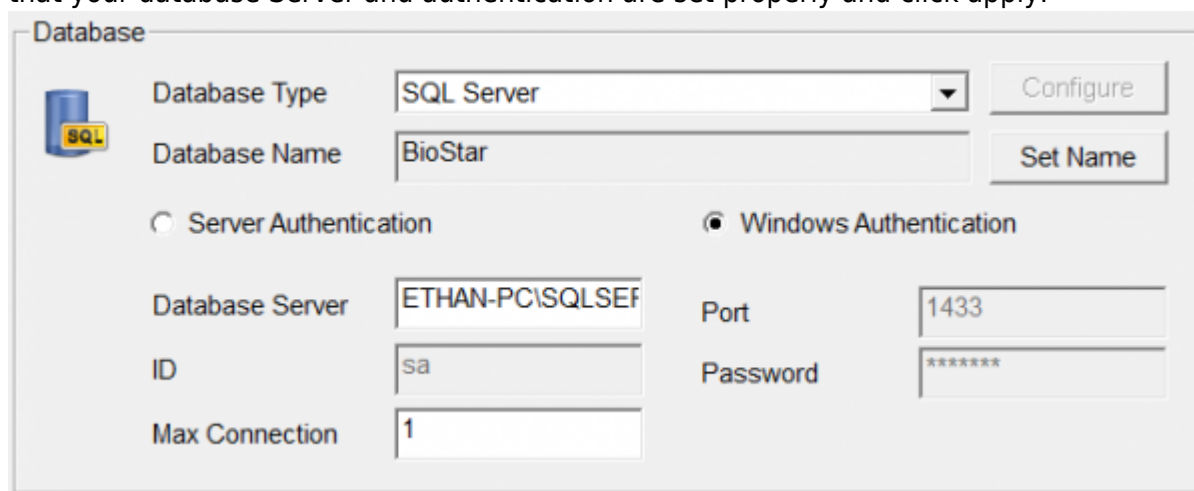 that your database Server and authentication are set properly and click apply.
Database
SQL
Database Type SQL Server Configure
Database Name BioStar Set Name
Server Authentication Windows Authentication
Database Server ETHAN-PC\SQLSER Port 1433
ID sa Password *******
Max Connection 1